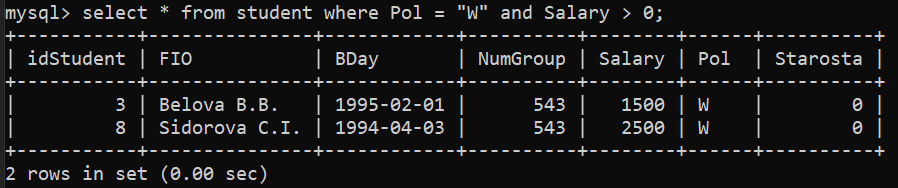 mysql> select * from student where Pol = "W" and Salary > 0;
+-----------+---------------+------------+----------+--------+------+----------+
| idStudent | FIO           | BDay       | NumGroup | Salary | Pol  | Starosta |
+-----------+---------------+------------+----------+--------+------+----------+
|         3 | Belova B.B.   | 1995-02-01 |      543 |   1500 | W    |        0 |
|         8 | Sidorova C.I. | 1994-04-03 |      543 |   2500 | W    |        0 |
+-----------+---------------+------------+----------+--------+------+----------+
2 rows in set (0.00 sec)